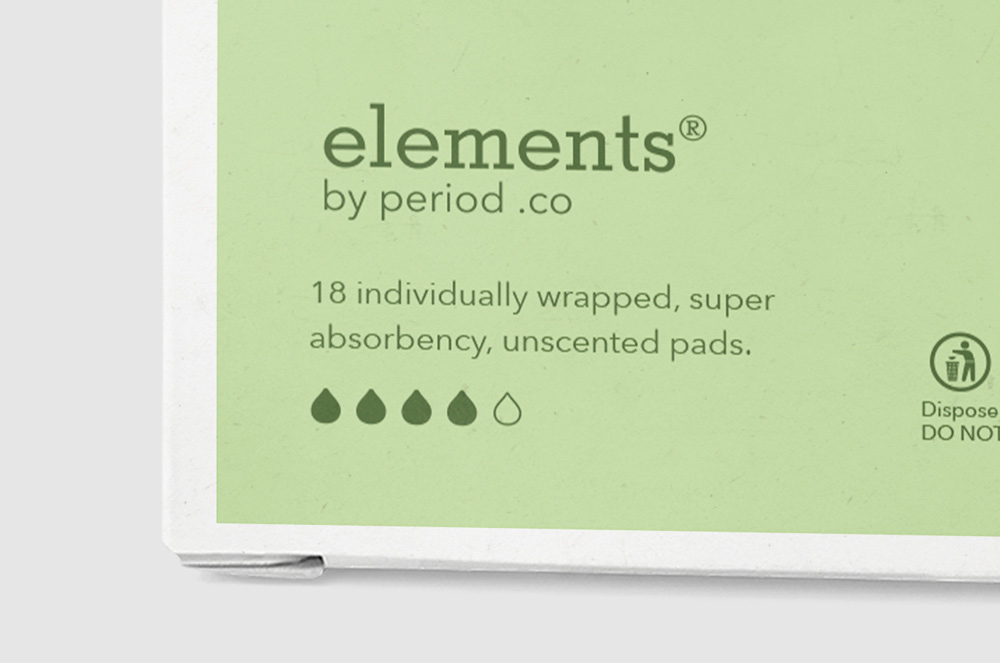 elements®
by period .co
18 individually wrapped, super
absorbency, unscented pads.
Dispose
DO NOT